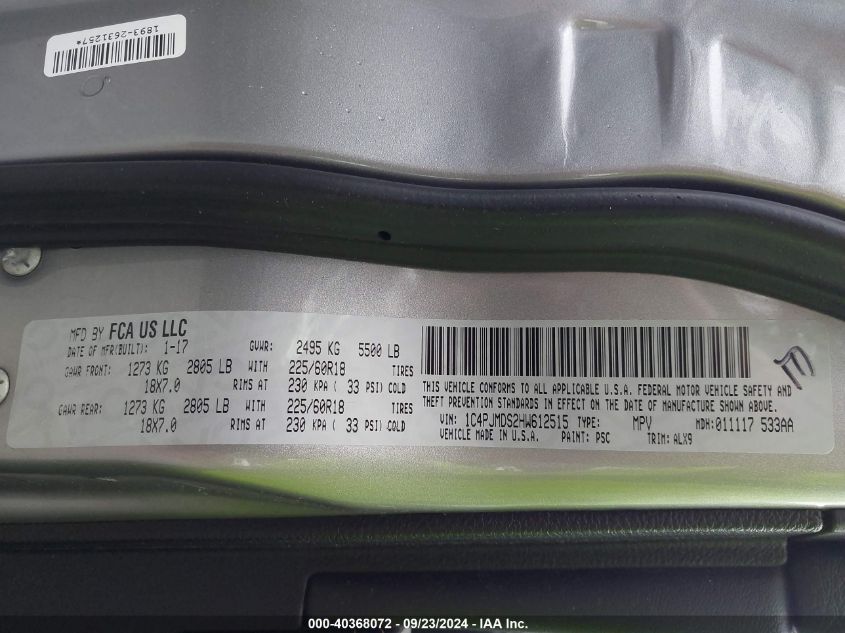 1893-2631257*
MFD BY FCA US LLC
DATE OF MFR(BUILT): 1-17 GVWR: 2495 KG 5500 LB
GAWR FRONT: 1273 KG 2805 LB WITH 225/60R18 TIRES
18X7.0 RIMS AT 230 KPA ( 33 PSI) COLD
GAWR REAR: 1273 KG 2805 LB WITH 225/60R18 TIRES
18X7.0 RIMS AT 230 KPA ( 33 PSI) COLD
THIS VEHICLE CONFORMS TO ALL APPLICABLE U.S.A. FEDERAL MOTOR VEHICLE SAFETY AND
THEFT PREVENTION STANDARDS IN EFFECT ON THE DATE OF MANUFACTURE SHOWN ABOVE.
VIN: 1C4PJMDS2HW612515 TYPE: MPV MDH: 011117 533AA
VEHICLE MADE IN U.S.A. PAINT: PSC TRIM: ALX9
000-40368072 - 09/23/2024 - IAA Inc.